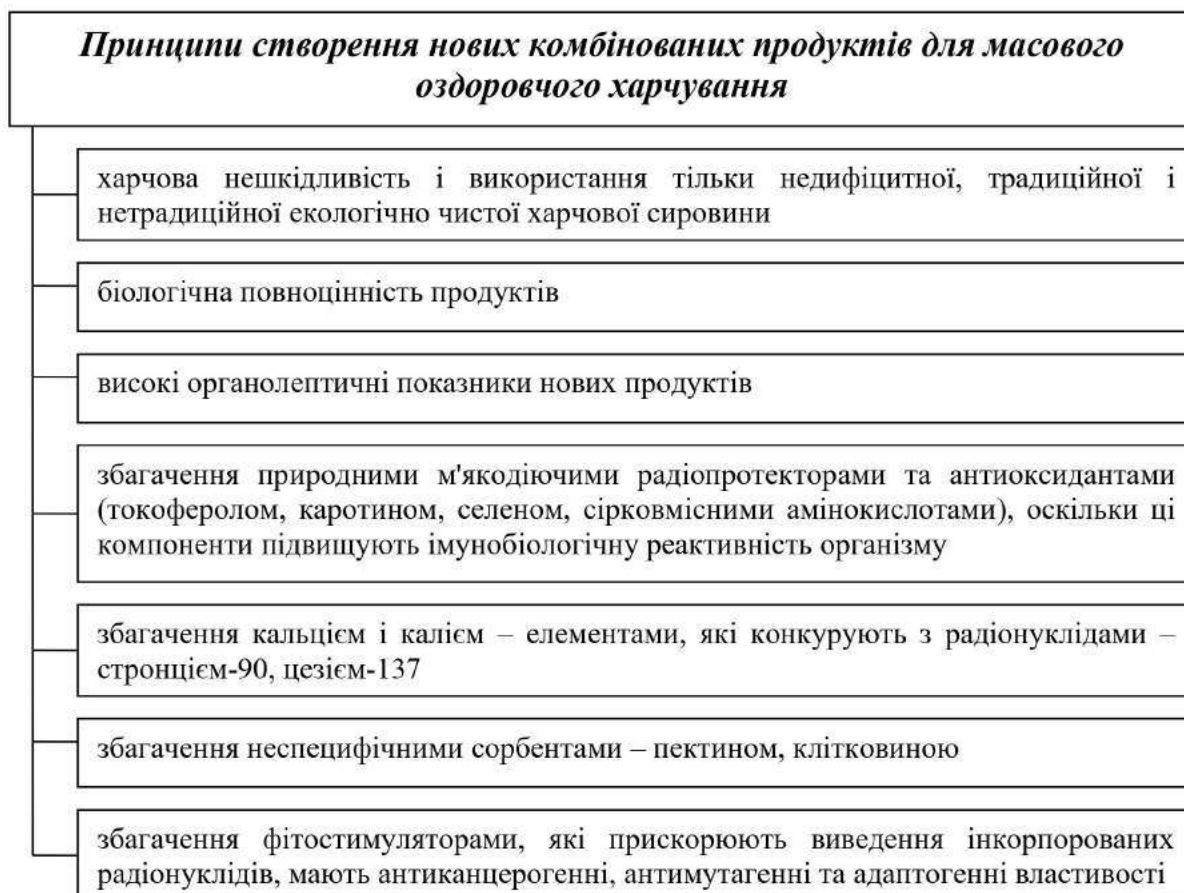 Принципи створення нових комбінованих продуктів для масового
оздоровчого харчування
харчова нешкідливість і використання тільки недифіцитної, традиційної і
нетрадиційної екологічно чистої харчової сировини
біологічна повноцінність продуктів
високі органолептичні показники нових продуктів
збагачення природними м'якодіючими радіопротекторами та антиоксидантами
(токоферолом, каротином, селеном, сірковмісними амінокислотами), оскільки ці
компоненти підвищують імунобіологічну реактивність організму
збагачення кальцієм і калієм – елементами, які конкурують з радіонуклідами –
стронцієм-90, цезієм-137
збагачення неспецифічними сорбентами – пектином, клітковиною
збагачення фітостимуляторами, які прискорюють виведення інкорпорованих
радіонуклідів, мають антиканцерогенні, антимутагенні та адаптогенні властивості